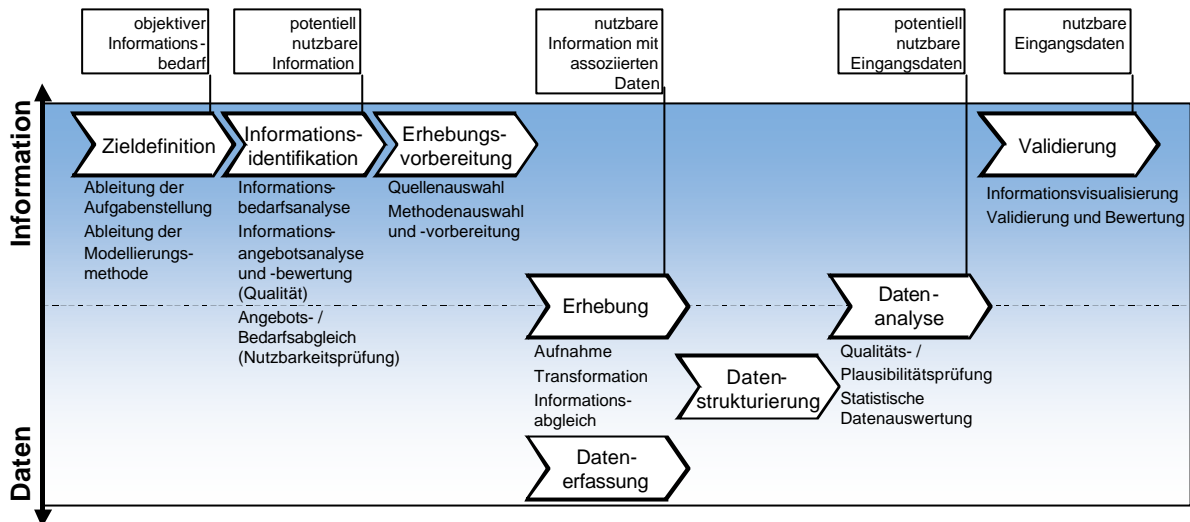 objektiver
Informations-
bedarf
potentiell
nutzbare
Information
nutzbare
Information mit
assoziierten
Daten
potentiell
nutzbare
Eingangsdaten
nutzbare
Eingangsdaten
Information
Daten
Zieldefinition
Ableitung der
Aufgabenstellung
Ableitung der
Modellierungs-
methode
Informations-
identifikation
Informations-
bedarfsanalyse
Informations-
angebotsanalyse
und -bewertung
(Qualität)
Angebots- /
Bedarfsabgleich
(Nutzbarkeitsprüfung)
Erhebungs-
vorbereitung
Quellenauswahl
Methodenauswahl
und -vorbereitung
Erhebung
Aufnahme
Transformation
Informations-
abgleich
Daten-
erfassung
Daten-
strukturierung
Daten-
analyse
Qualitäts- /
Plausibilitätsprüfung
Statistische
Datenauswertung
Validierung
Informationsvisualisierung
Validierung und Bewertung